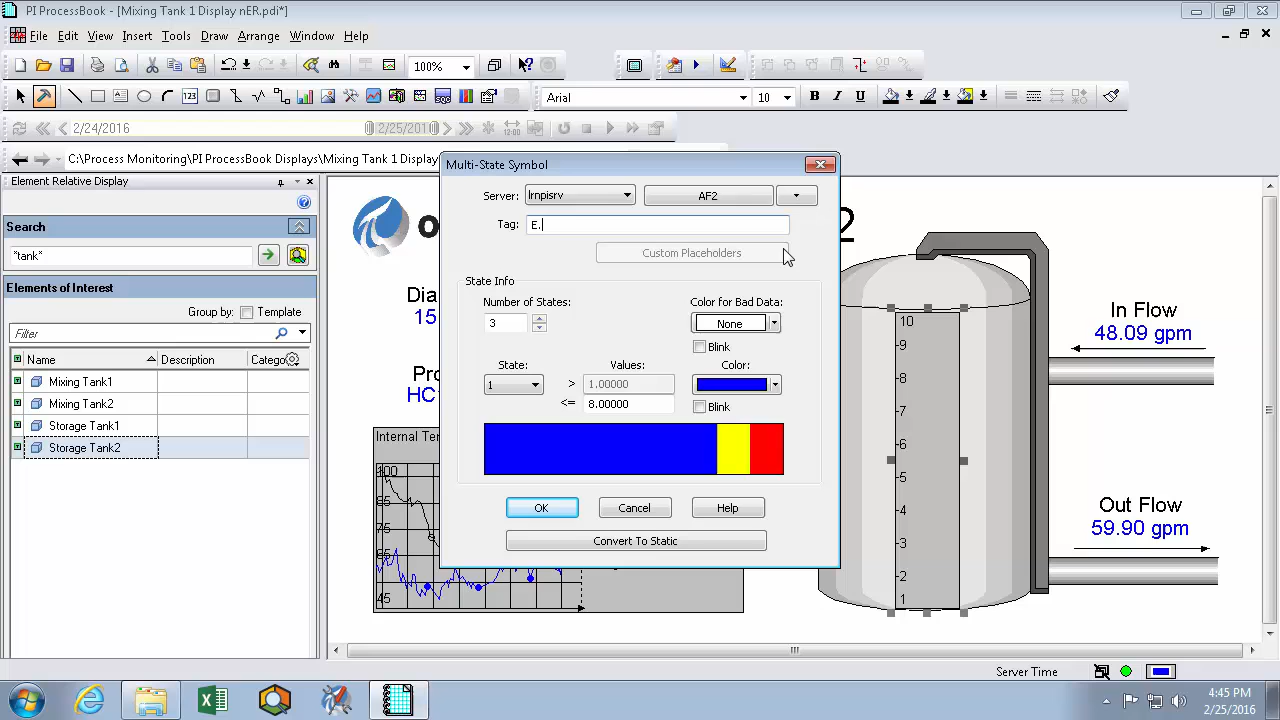 PI ProcessBook - [Mixing Tank 1 Display nER.pdi*]
File Edit View Insert Tools Draw Arrange Window Help
100%
123
Arial 10 B I U
2/24/2016 2/25/201
C:\Process Monitoring\PI ProcessBook Displays\Mixing Tank 1 Display
Element Relative Display
Search
*tank*
Elements of Interest
Group by: Template
Filter
Name Description Catego
Mixing Tank1
Mixing Tank2
Storage Tank1
Storage Tank2
Dia
15
Pro
HC
Internal Ter
100
85
75
45
Multi-State Symbol
Server: lrnpisrv AF2
Tag: E.
Custom Placeholders
State Info
Number of States: Color for Bad Data:
3 None
Blink
State: Values: Color:
1 > 1.00000
<= 8.00000 Blink
OK Cancel Help
Convert To Static
2
10
9
8
7
6
5
4
3
2
1
In Flow
48.09 gpm
Out Flow
59.90 gpm
Server Time
4:45 PM
2/25/2016